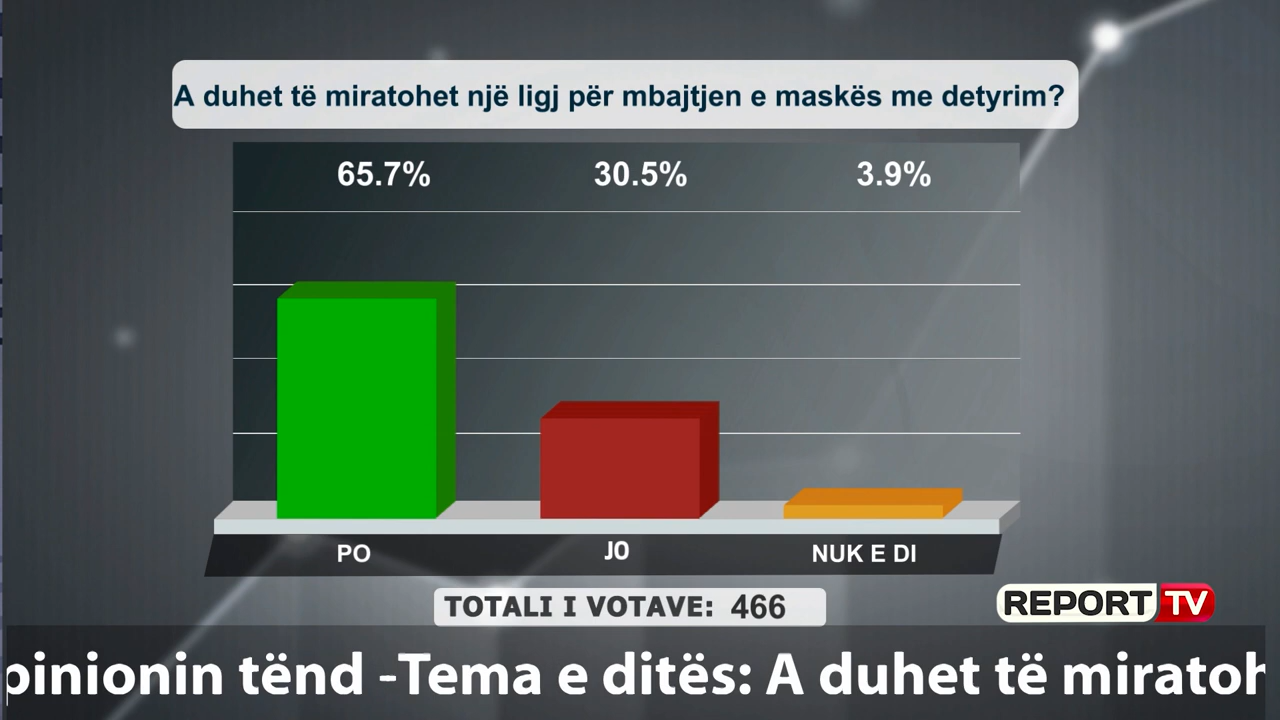 A duhet të miratohet një ligj për mbajtjen e maskës me detyrim?
65.7% 30.5% 3.9%
PO JO NUK E DI
TOTALI I VOTAVE: 466
REPORT TV
pinionin tënd -Tema e ditës: A duhet të miratoh